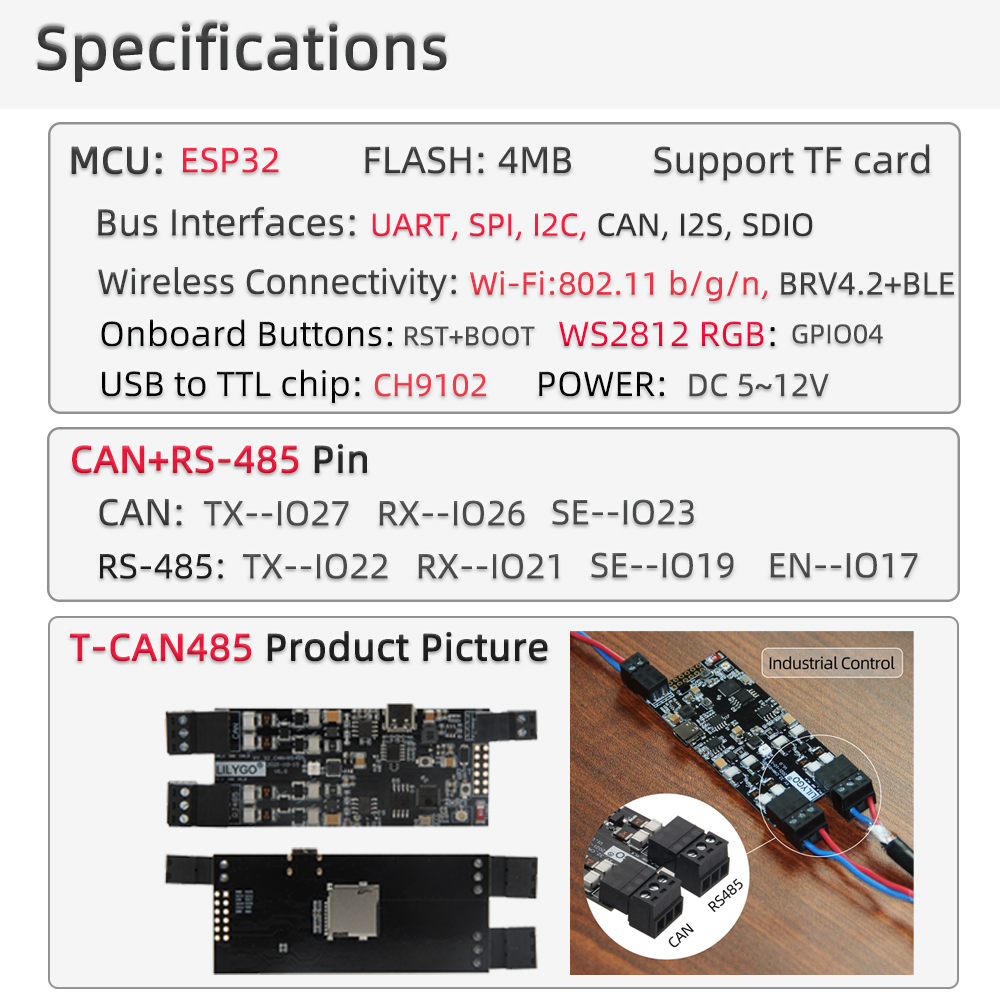 Specifications
MCU: ESP32 FLASH: 4MB Support TF card
Bus Interfaces: UART, SPI, I2C, CAN, I2S, SDIO
Wireless Connectivity: Wi-Fi:802.11 b/g/n, BRV4.2+BLE
Onboard Buttons: RST+BOOT WS2812 RGB: GPIO04
USB to TTL chip: CH9102 POWER: DC 5~12V
CAN+RS-485 Pin
CAN: TX--IO27 RX--IO26 SE--IO23
RS-485: TX--IO22 RX--IO21 SE--IO19 EN--IO17
T-CAN485 Product Picture
Industrial Control
CAN
LILYGO®
RS485
LILYGO
RS485
CAN